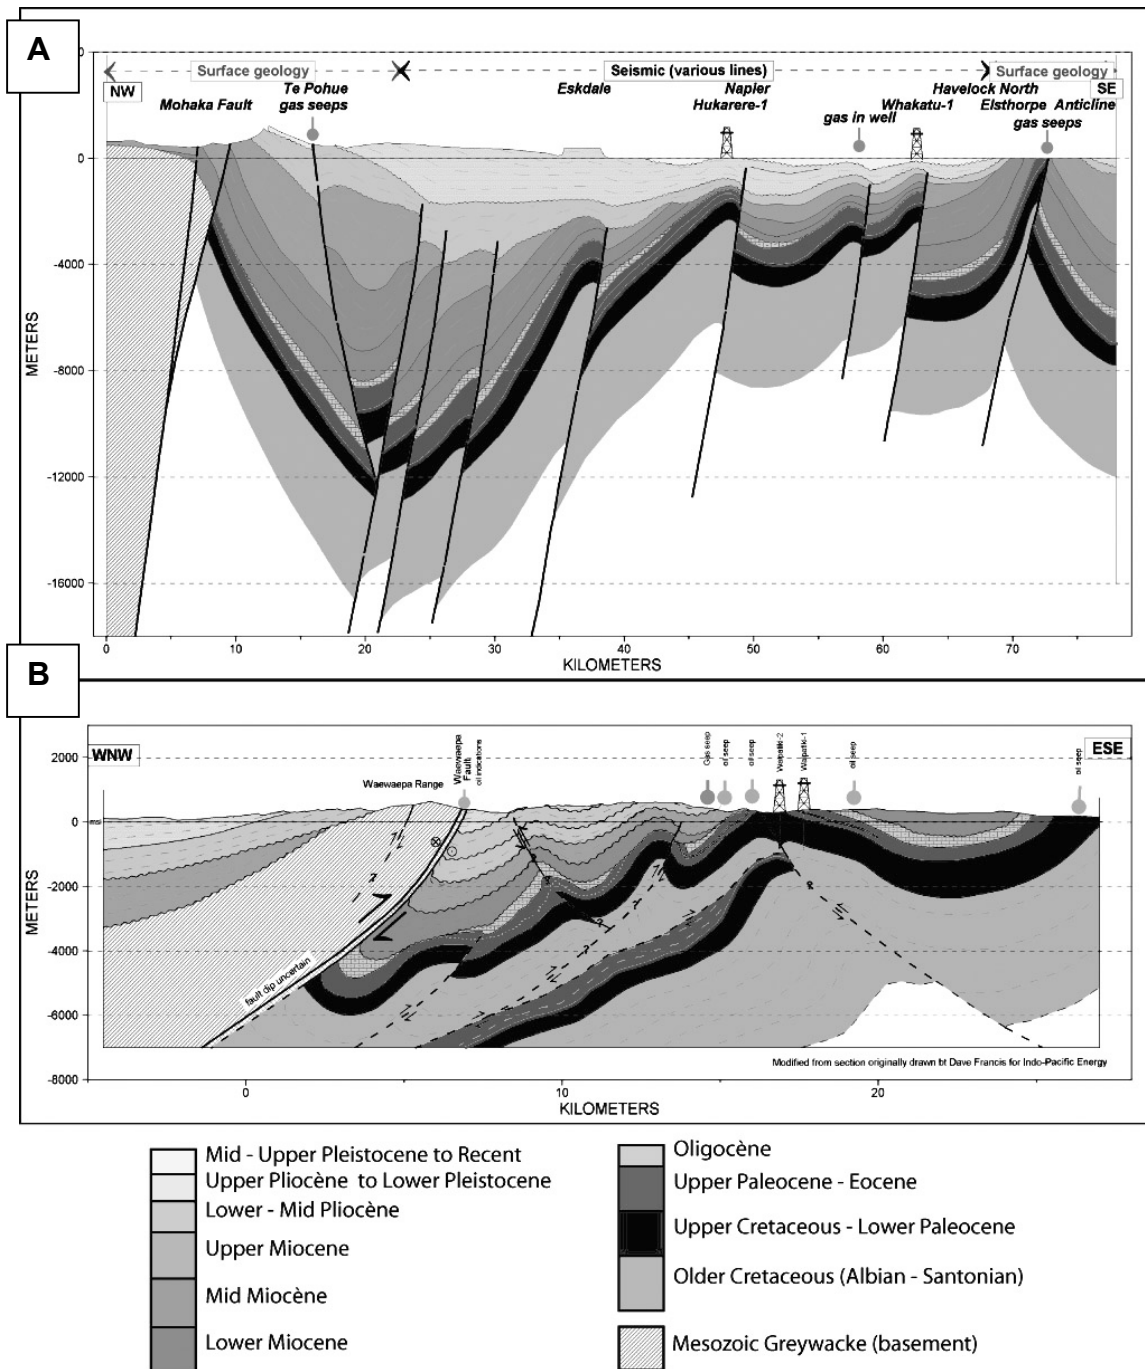 A
Surface geology
Seismic (various lines)
Surface geology
NW
SE
Mohaka Fault
Te Pohue
gas seeps
Eskdale
Napier
Hukarere-1
gas in well
Whakatu-1
Havelock North
Elsthorpe Anticline
gas seeps
0
-4000
-8000
-12000
-16000
METERS
0 10 20 30 40 50 60 70
KILOMETERS
B
WNW
ESE
Waewaepa Range
Waewaepa
Fault
oil indications
Gas seep
oil seep
oil seep
Waipatiki-2
Waipatiki-1
oil seep
oil seep
2000
0
-2000
-4000
-6000
-8000
METERS
fault dip uncertain
? ? ? ? ? ?
Modified from section originally drawn bt Dave Francis for Indo-Pacific Energy
0 10 20
KILOMETERS
Mid - Upper Pleistocene to Recent
Upper Pliocène to Lower Pleistocene
Lower - Mid Pliocène
Upper Miocene
Mid Miocène
Lower Miocene
Oligocène
Upper Paleocene - Eocene
Upper Cretaceous - Lower Paleocene
Older Cretaceous (Albian - Santonian)
Mesozoic Greywacke (basement)